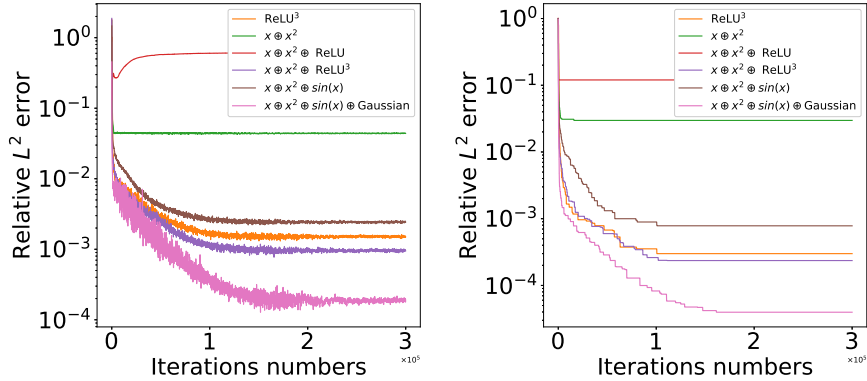 Relative L² error
10⁰
10⁻¹
10⁻²
10⁻³
10⁻⁴
ReLU³
x ⊕ x²
x ⊕ x² ⊕ ReLU
x ⊕ x² ⊕ ReLU³
x ⊕ x² ⊕ sin(x)
x ⊕ x² ⊕ sin(x) ⊕ Gaussian
0 1 2 3
×10⁵
Iterations numbers
Relative L² error
10⁰
10⁻¹
10⁻²
10⁻³
10⁻⁴
ReLU³
x ⊕ x²
x ⊕ x² ⊕ ReLU
x ⊕ x² ⊕ ReLU³
x ⊕ x² ⊕ sin(x)
x ⊕ x² ⊕ sin(x) ⊕ Gaussian
0 1 2 3
×10⁵
Iterations numbers